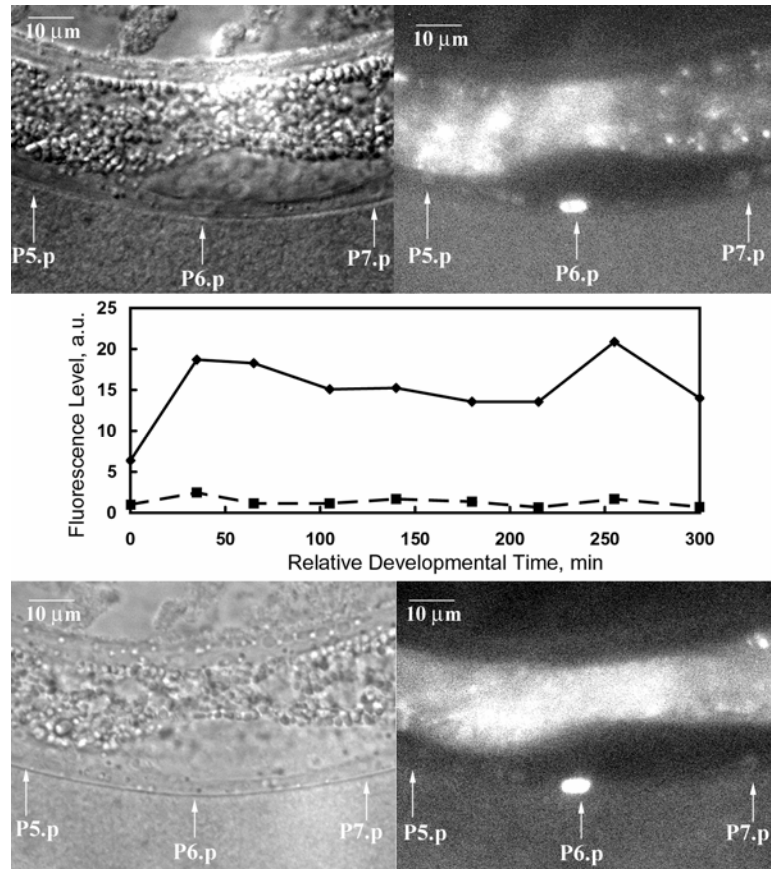 10 μm
10 μm
P5.p
P6.p
P7.p
P5.p
P6.p
P7.p
Fluorescence Level, a.u.
25
20
15
10
5
0
0 50 100 150 200 250 300
Relative Developmental Time, min
10 μm
10 μm
P5.p
P6.p
P7.p
P5.p
P6.p
P7.p